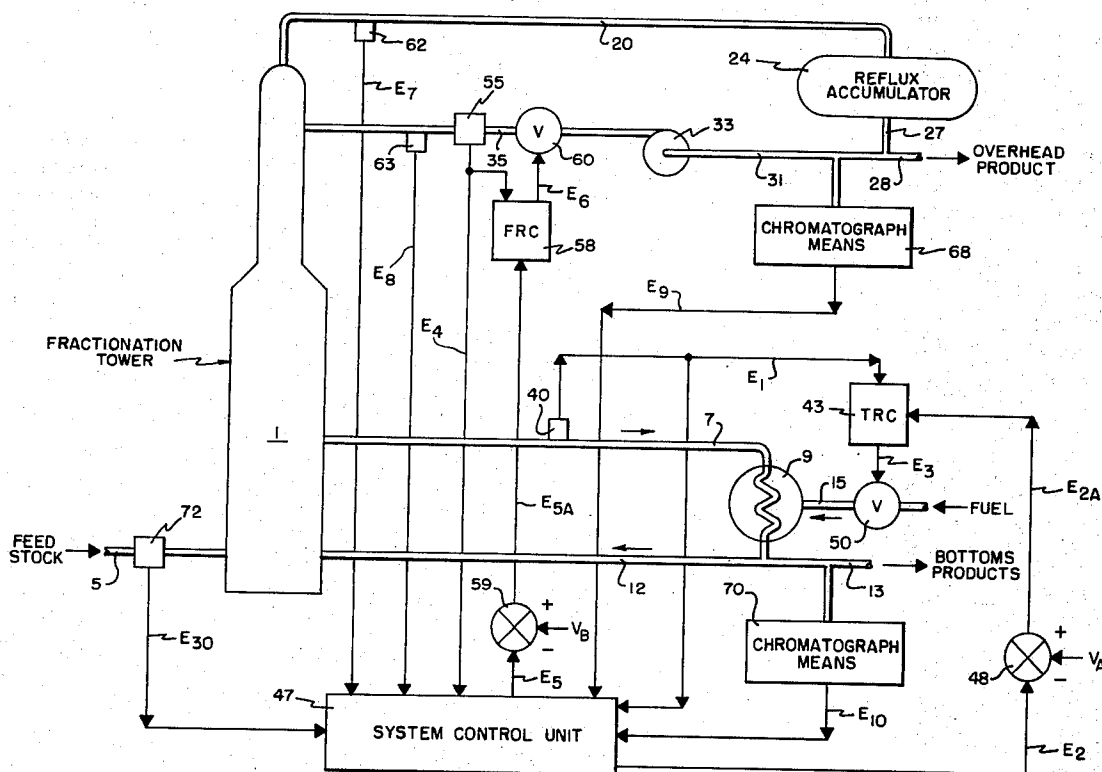 62
20
24
REFLUX
ACCUMULATOR
E7
55
33
27
63
35
V
60
31
28
OVERHEAD
PRODUCT
E6
FRC
58
CHROMATOGRAPH
MEANS
68
E8
E9
E4
FRACTIONATION
TOWER
40
E1
43
TRC
1
7
9
E3
E2A
15
V
50
FUEL
E5A
72
FEED
STOCK
5
12
13
BOTTOMS
PRODUCTS
59
+
VB
−
70
CHROMATOGRAPH
MEANS
E30
E5
+
48
VA
−
47
SYSTEM CONTROL UNIT
E10
E2